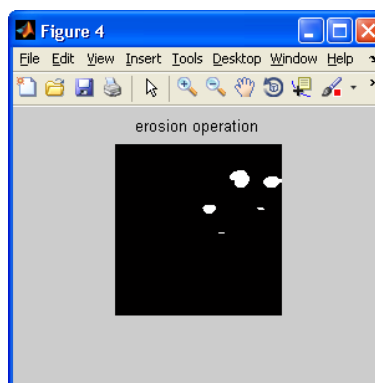 Figure 4
File Edit View Insert Tools Desktop Window Help
erosion operation